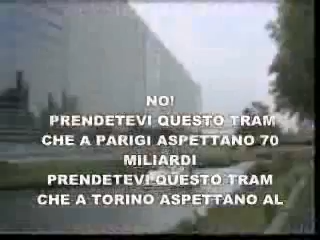 NO!
PRENDETEVI QUESTO TRAM
CHE A PARIGI ASPETTANO 70
MILIARDI
PRENDETEVI QUESTO TRAM
CHE A TORINO ASPETTANO AL